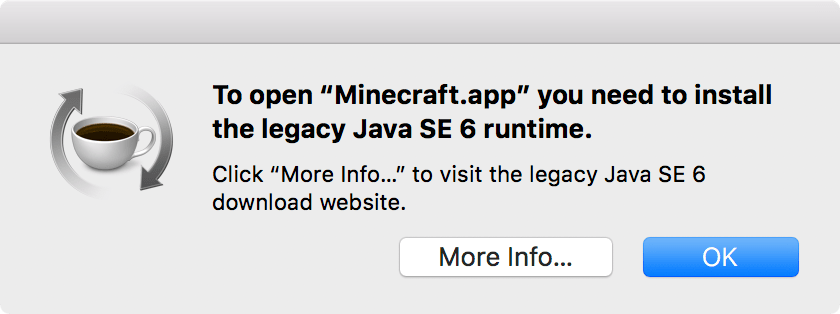 To open “Minecraft.app” you need to install
the legacy Java SE 6 runtime.
Click “More Info...” to visit the legacy Java SE 6
download website.
More Info...
OK